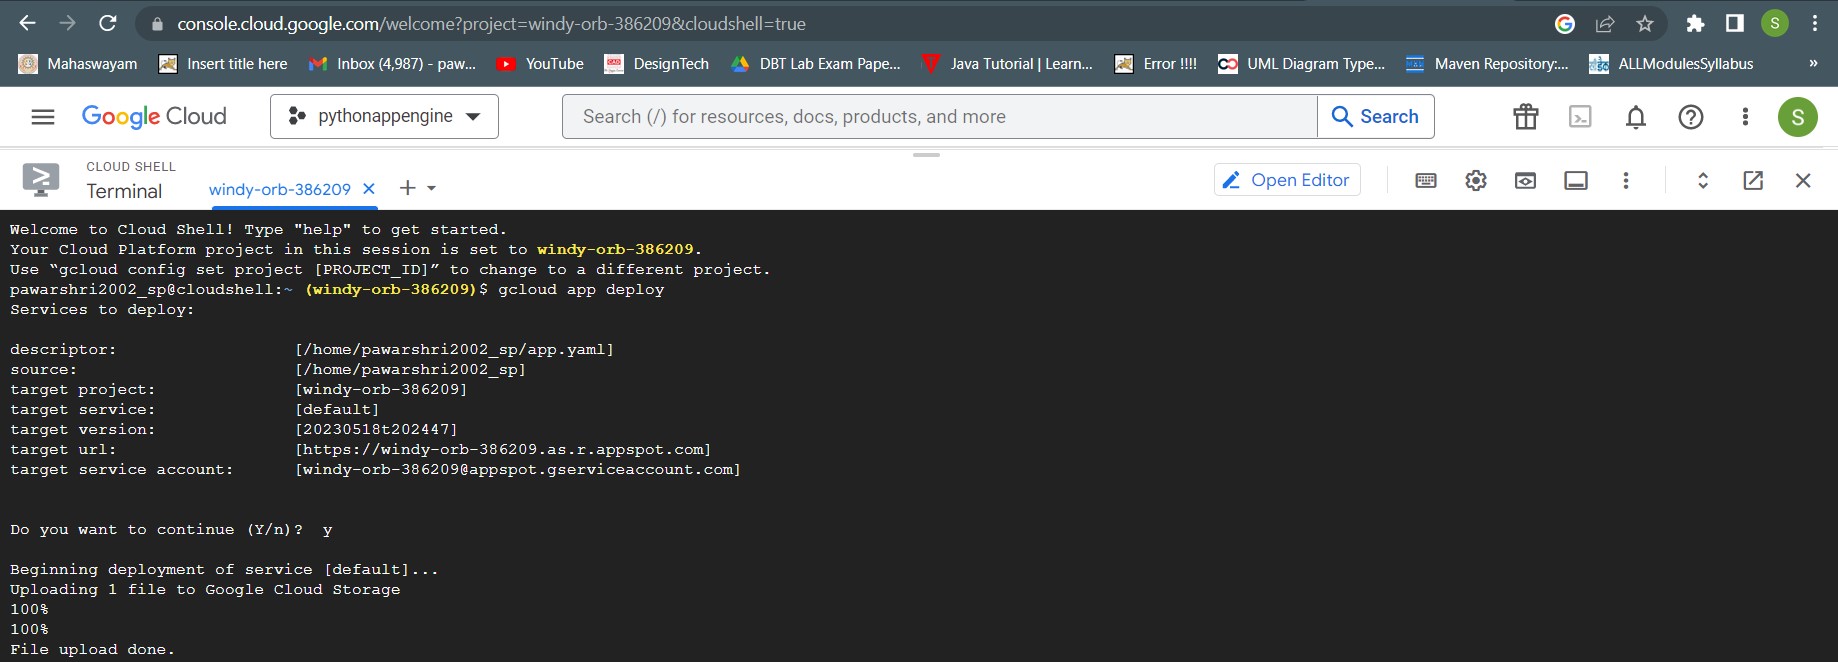 console.cloud.google.com/welcome?project=windy-orb-386209&cloudshell=true
S
Mahaswayam Insert title here Inbox (4,987) - paw... YouTube DesignTech DBT Lab Exam Pape... Java Tutorial | Learn... Error !!!! UML Diagram Type... Maven Repository:... ALLModulesSyllabus »
Google Cloud pythonappengine Search (/) for resources, docs, products, and more Search S
CLOUD SHELL
Terminal windy-orb-386209 Open Editor
Welcome to Cloud Shell! Type "help" to get started.
Your Cloud Platform project in this session is set to windy-orb-386209.
Use “gcloud config set project [PROJECT_ID]” to change to a different project.
pawarshri2002_sp@cloudshell:~ (windy-orb-386209)$ gcloud app deploy
Services to deploy:
descriptor: [/home/pawarshri2002_sp/app.yaml]
source: [/home/pawarshri2002_sp]
target project: [windy-orb-386209]
target service: [default]
target version: [20230518t202447]
target url: [https://windy-orb-386209.as.r.appspot.com]
target service account: [windy-orb-386209@appspot.gserviceaccount.com]
Do you want to continue (Y/n)? y
Beginning deployment of service [default]...
Uploading 1 file to Google Cloud Storage
100%
100%
File upload done.